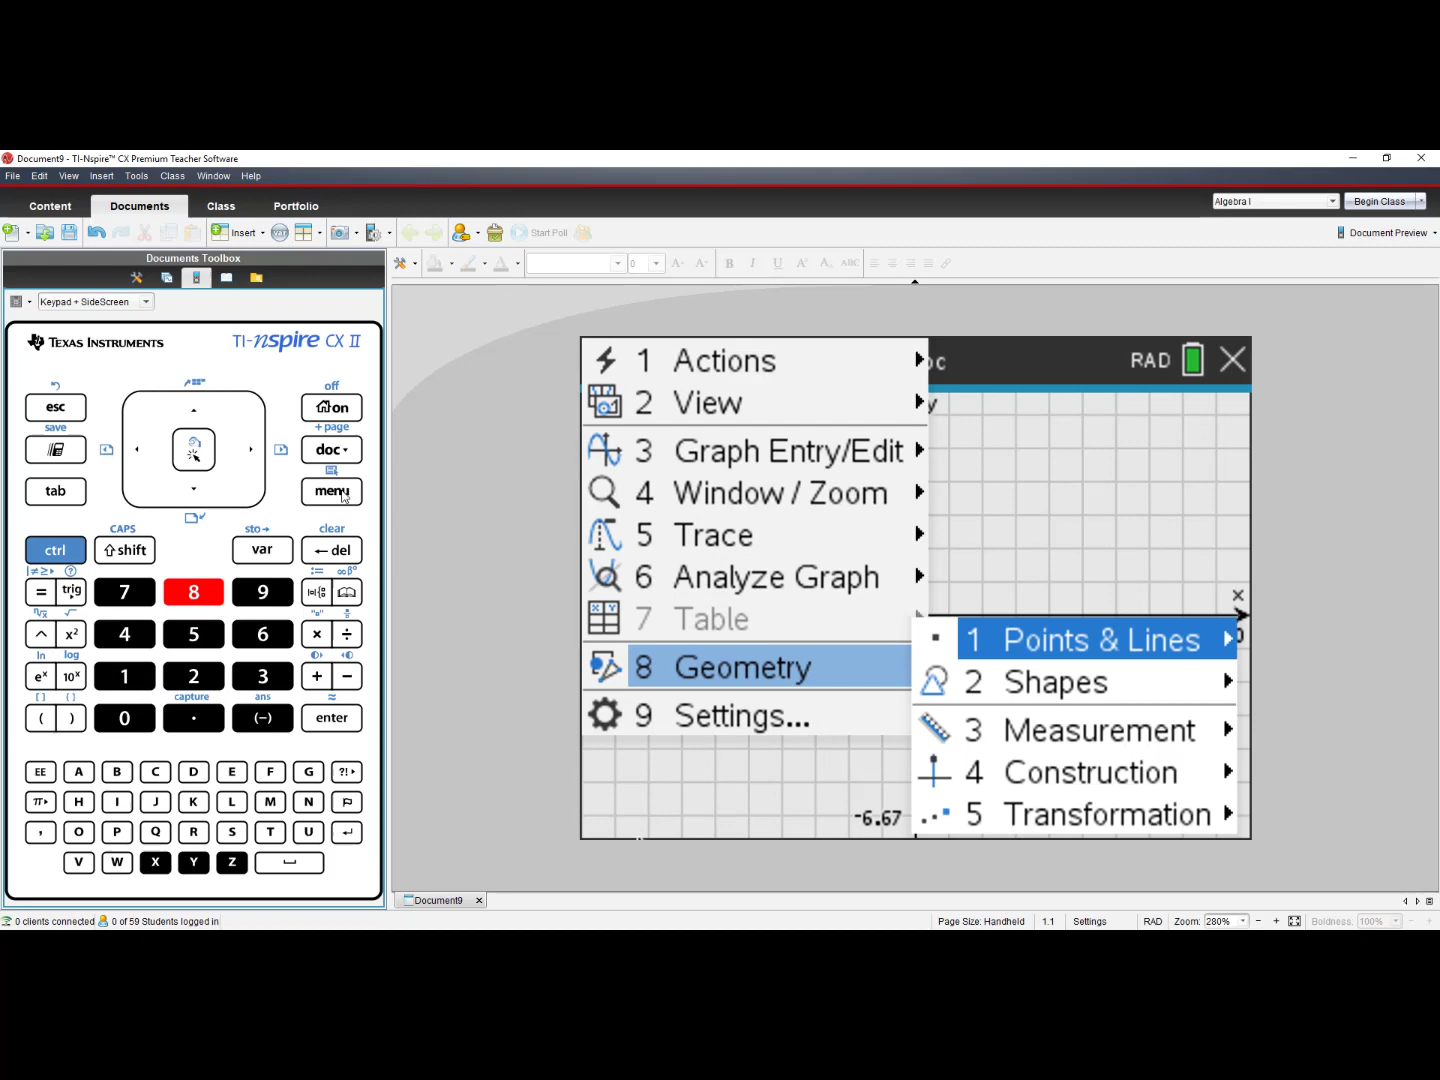 Document9 - TI-Nspire™ CX Premium Teacher Software
File Edit View Insert Tools Class Window Help
Content Documents Class Portfolio
Algebra I Begin Class
Insert Start Poll Document Preview
Documents Toolbox
0 B I U A A ABC
Keypad + SideScreen
TEXAS INSTRUMENTS TI-nspire CX II
off
esc on
save + page
doc
tab menu
CAPS sto→ clear
ctrl shift var ← del
= trig 7 8 9
^ x² 4 5 6 × ÷
ln log
eˣ 10ˣ 1 2 3 + −
[ ] { } capture ans ≈
( ) 0 . (−) enter
EE A B C D E F G ?!▸
π▸ H I J K L M N
, O P Q R S T U ↵
V W X Y Z
1 Actions
2 View
3 Graph Entry/Edit
4 Window / Zoom
5 Trace
6 Analyze Graph
7 Table
8 Geometry
9 Settings...
RAD
y
x
1 Points & Lines
2 Shapes
3 Measurement
4 Construction
5 Transformation
-6.67
Document9
0 clients connected 0 of 59 Students logged in
Page Size: Handheld 1.1 Settings RAD Zoom: 280% − + Boldness: 100% − +